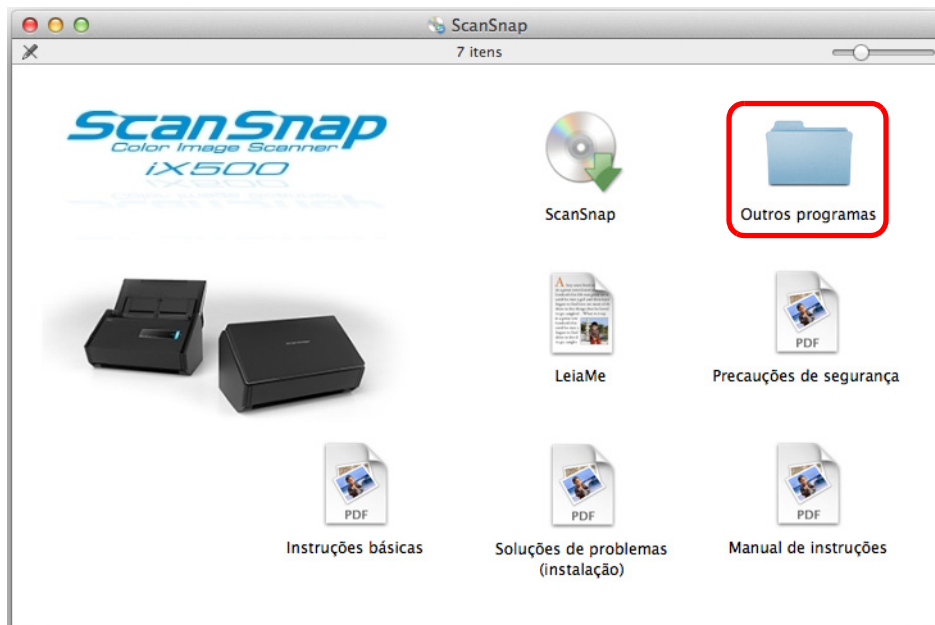 ScanSnap
7 itens
ScanSnap
Color Image Scanner
iX500
ScanSnap
Outros programas
LeiaMe
PDF
Precauções de segurança
PDF
Instruções básicas
PDF
Soluções de problemas
(instalação)
PDF
Manual de instruções